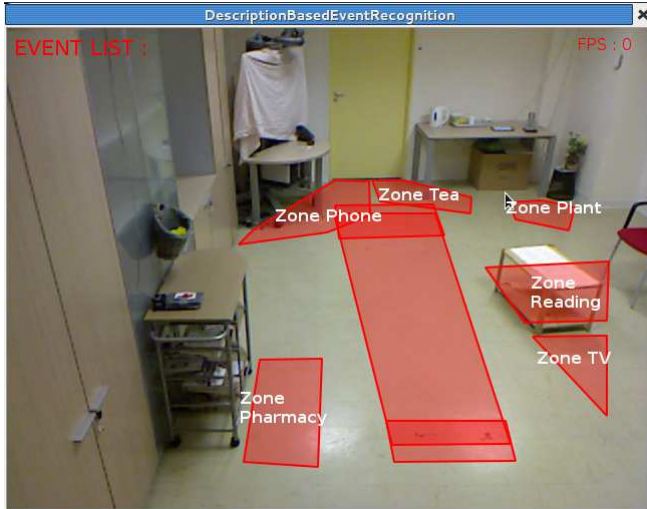 DescriptionBasedEventRecognition
EVENT LIST :
FPS : 0
Zone Tea
Zone Phone
Zone Plant
Zone
Reading
Zone TV
Zone
Pharmacy